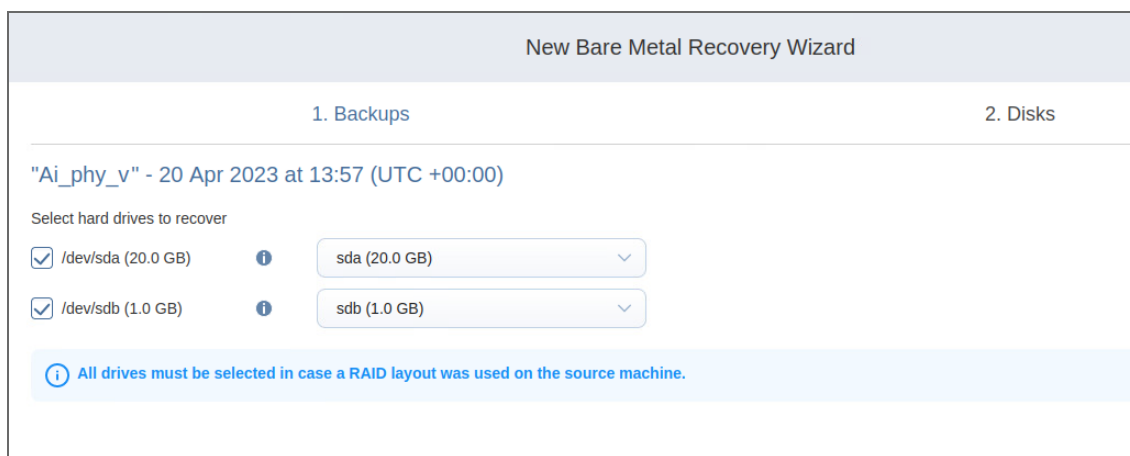 New Bare Metal Recovery Wizard
1. Backups
2. Disks
"Ai_phy_v" - 20 Apr 2023 at 13:57 (UTC +00:00)
Select hard drives to recover
/dev/sda (20.0 GB)
sda (20.0 GB)
/dev/sdb (1.0 GB)
sdb (1.0 GB)
All drives must be selected in case a RAID layout was used on the source machine.